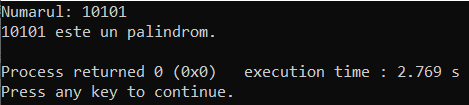 Numarul: 10101
10101 este un palindrom.
Process returned 0 (0x0)   execution time : 2.769 s
Press any key to continue.